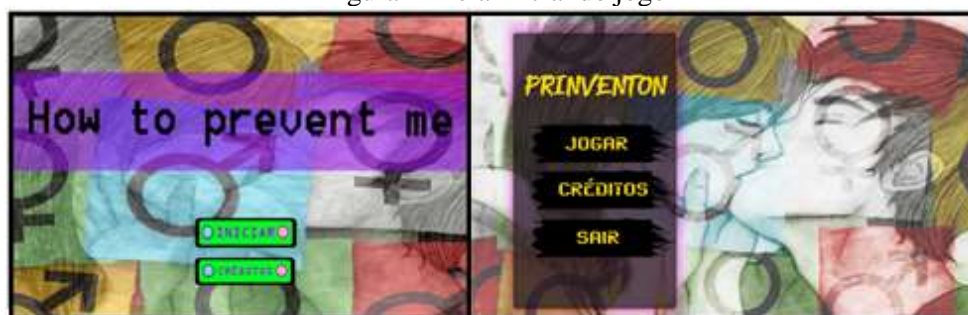 How to prevent me
INICIAR
CRÉDITOS
PRINVENTON
JOGAR
CRÉDITOS
SAIR